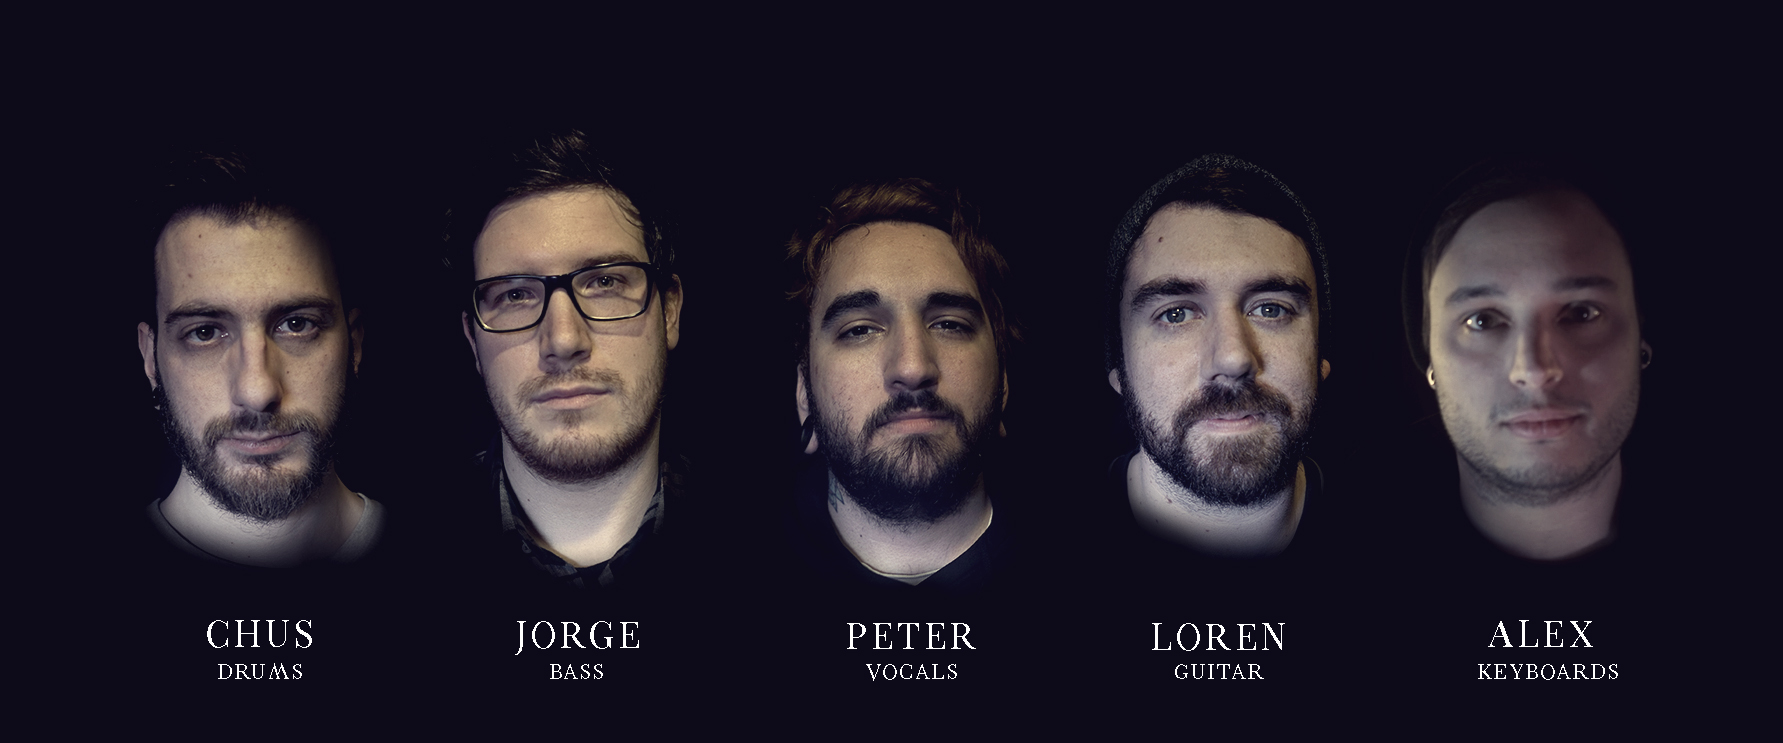 CHUS
DRUMS
JORGE
BASS
PETER
VOCALS
LOREN
GUITAR
ALEX
KEYBOARDS